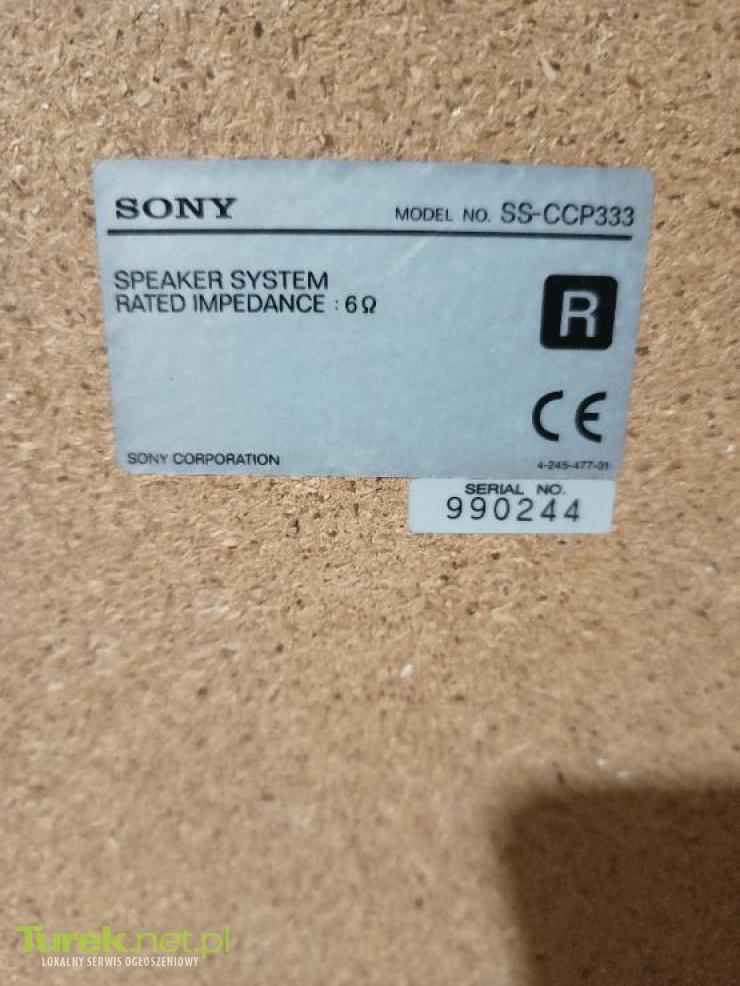 SONY
MODEL NO. SS-CCP333
SPEAKER SYSTEM
RATED IMPEDANCE : 6Ω
R
CE
SONY CORPORATION
4-245-477-01
SERIAL NO.
990244
Turek.net.pl
LOKALNY SERWIS OGŁOSZENIOWY